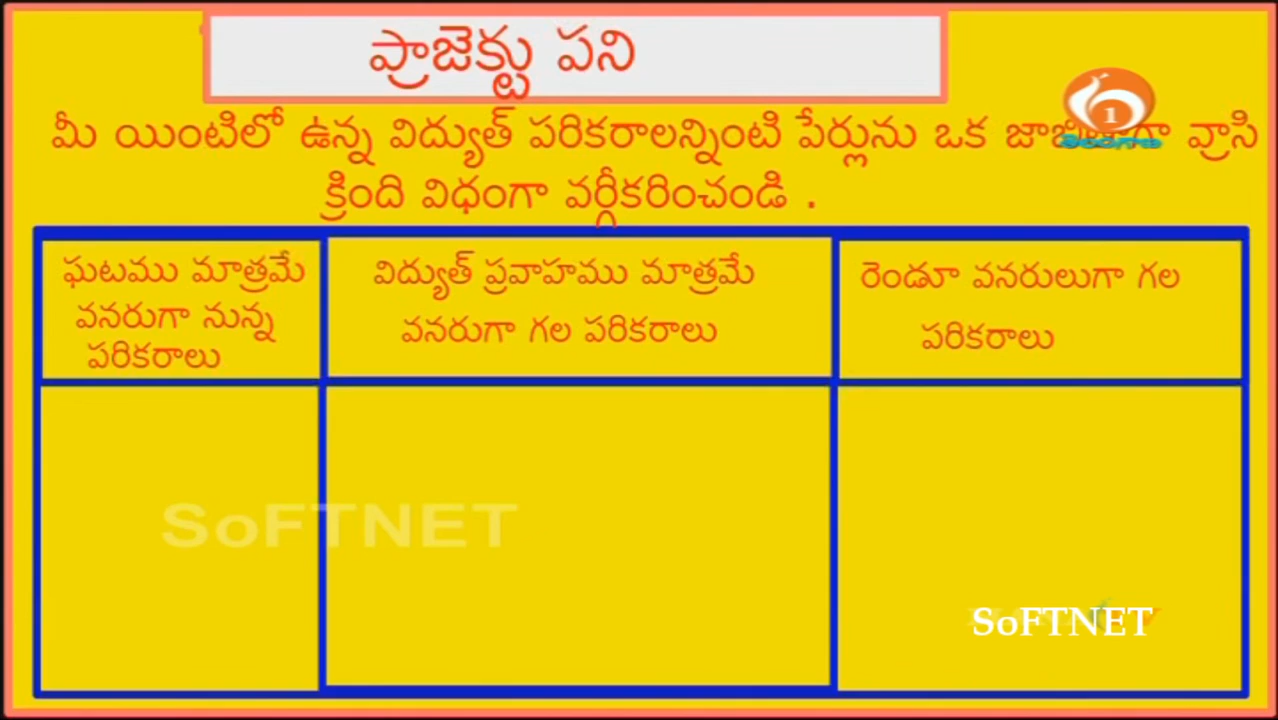 ప్రాజెక్టు పని
మీ యింటిలో ఉన్న విద్యుత్ పరికరాలన్నింటి పేర్లును ఒక జాబితాగా వ్రాసి
క్రింది విధంగా వర్గీకరించండి .
ఘటము మాత్రమే
వనరుగా నున్న
పరికరాలు
విద్యుత్ ప్రవాహము మాత్రమే
వనరుగా గల పరికరాలు
రెండూ వనరులుగా గల
పరికరాలు
1
తెలంగాణ
SoFTNET
SoFTNET